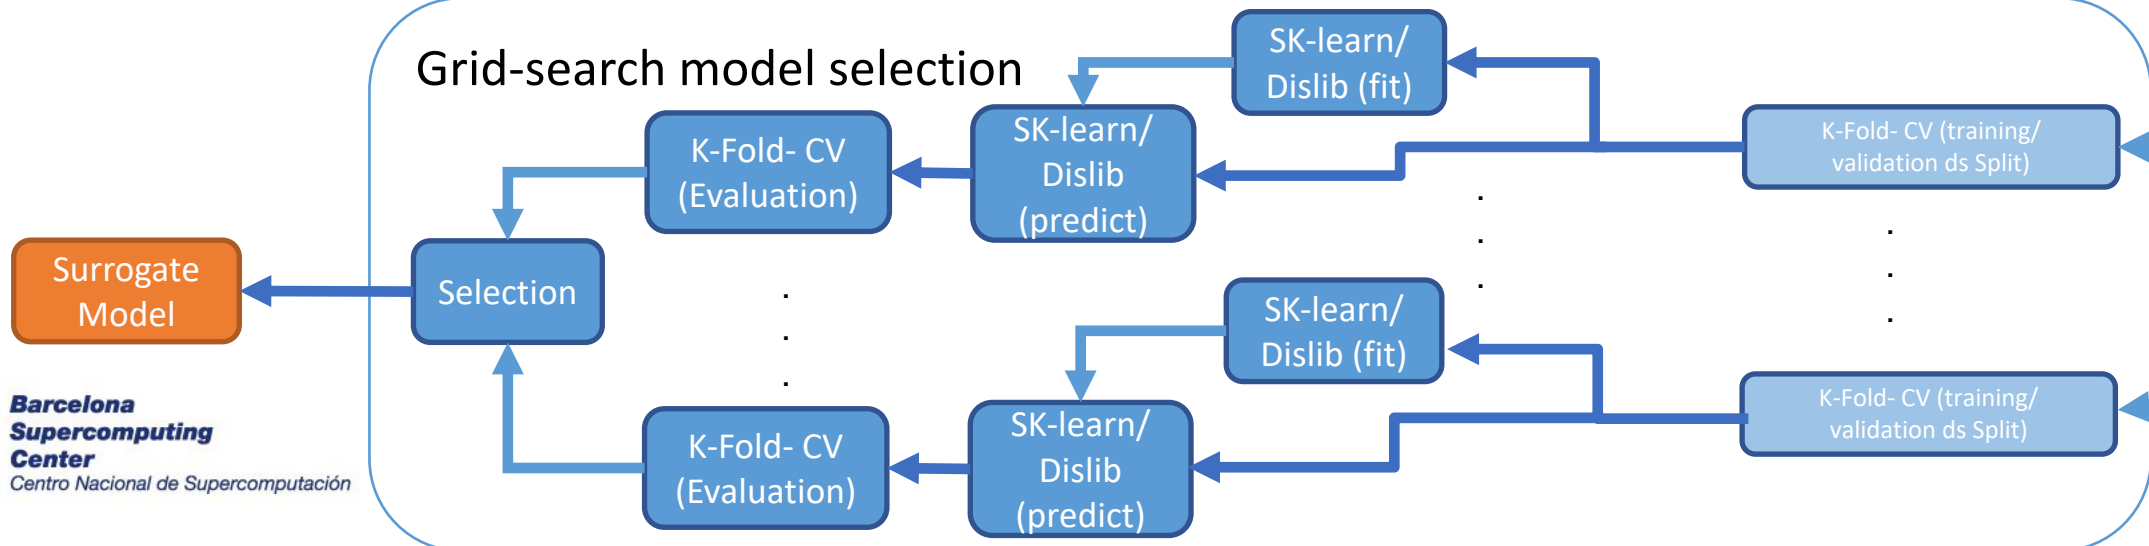 Grid-search model selection
SK-learn/
Dislib (fit)
K-Fold- CV
(Evaluation)
SK-learn/
Dislib
(predict)
K-Fold- CV (training/
validation ds Split)
Surrogate
Model
Selection
SK-learn/
Dislib (fit)
K-Fold- CV
(Evaluation)
SK-learn/
Dislib
(predict)
K-Fold- CV (training/
validation ds Split)
Barcelona
Supercomputing
Center
Centro Nacional de Supercomputación